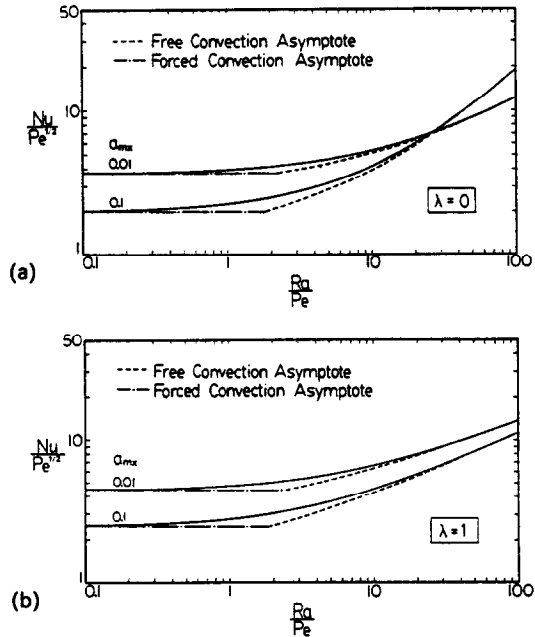 50
--- Free Convection Asymptote
-·-·- Forced Convection Asymptote
10
Nu
Pe^1/2
a_mx
0.01
0.1
λ=0
1
0.1
1
10
100
(a)
Ra
Pe
50
--- Free Convection Asymptote
-·-·- Forced Convection Asymptote
10
Nu
Pe^1/2
a_mx
0.01
0.1
λ=1
1
0.1
1
10
100
(b)
Ra
Pe